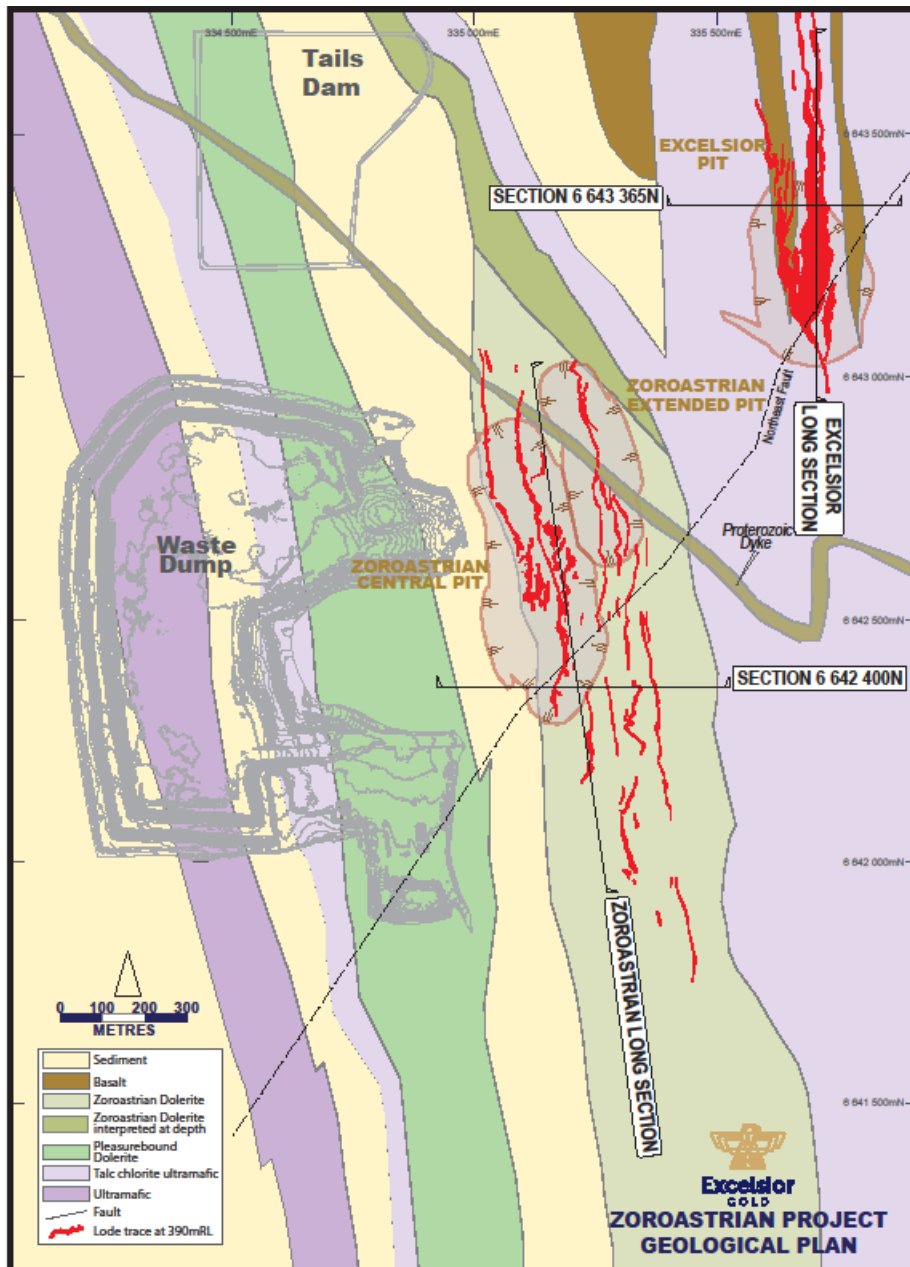 334 500mE
335 000 mE
335 500 mE
Tails
Dam
6 643 500mN
EXCELSIOR
PIT
SECTION 6 643 365N
6 643 000mN
ZOROASTRIAN
EXTENDED PIT
Northeast Fault
EXCELSIOR
LONG SECTION
Waste
Dump
ZOROASTRIAN
CENTRAL PIT
Proterozoic
Dyke
6 642 500mN
SECTION 6 642 400N
6 642 000mN
ZOROASTRIAN LONG SECTION
0 100 200 300
METRES
Sediment
Basalt
Zoroastrian Dolerite
Zoroastrian Dolerite
interpreted at depth
Pleasurebound
Dolerite
Talc chlorite ultramafic
Ultramafic
Fault
Lode trace at 390mRL
6 641 500mN
Excelsior
GOLD
ZOROASTRIAN PROJECT
GEOLOGICAL PLAN